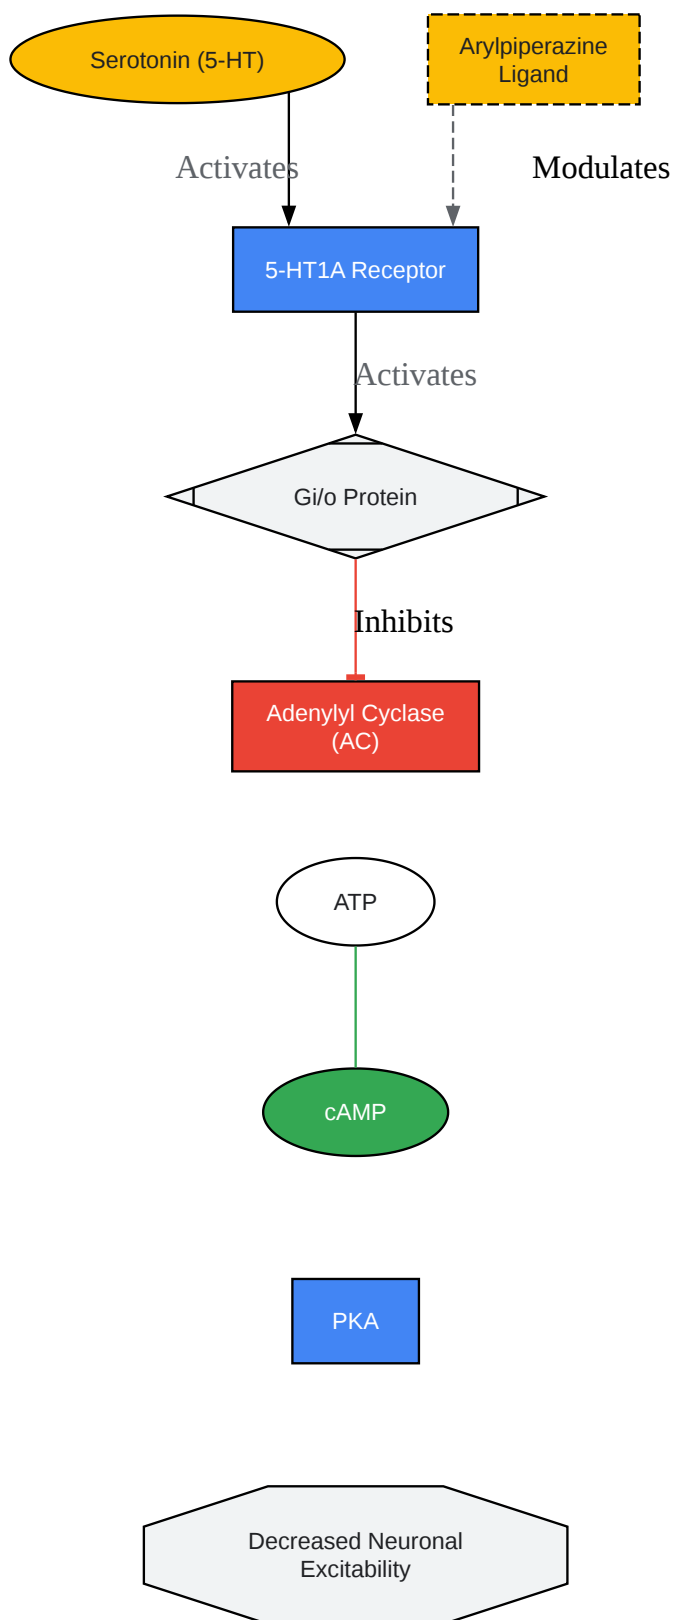 Serotonin (5-HT)
Arylpiperazine
Ligand
Activates
Modulates
5-HT1A Receptor
Activates
Gi/o Protein
Inhibits
Adenylyl Cyclase
(AC)
ATP
cAMP
PKA
Decreased Neuronal
Excitability